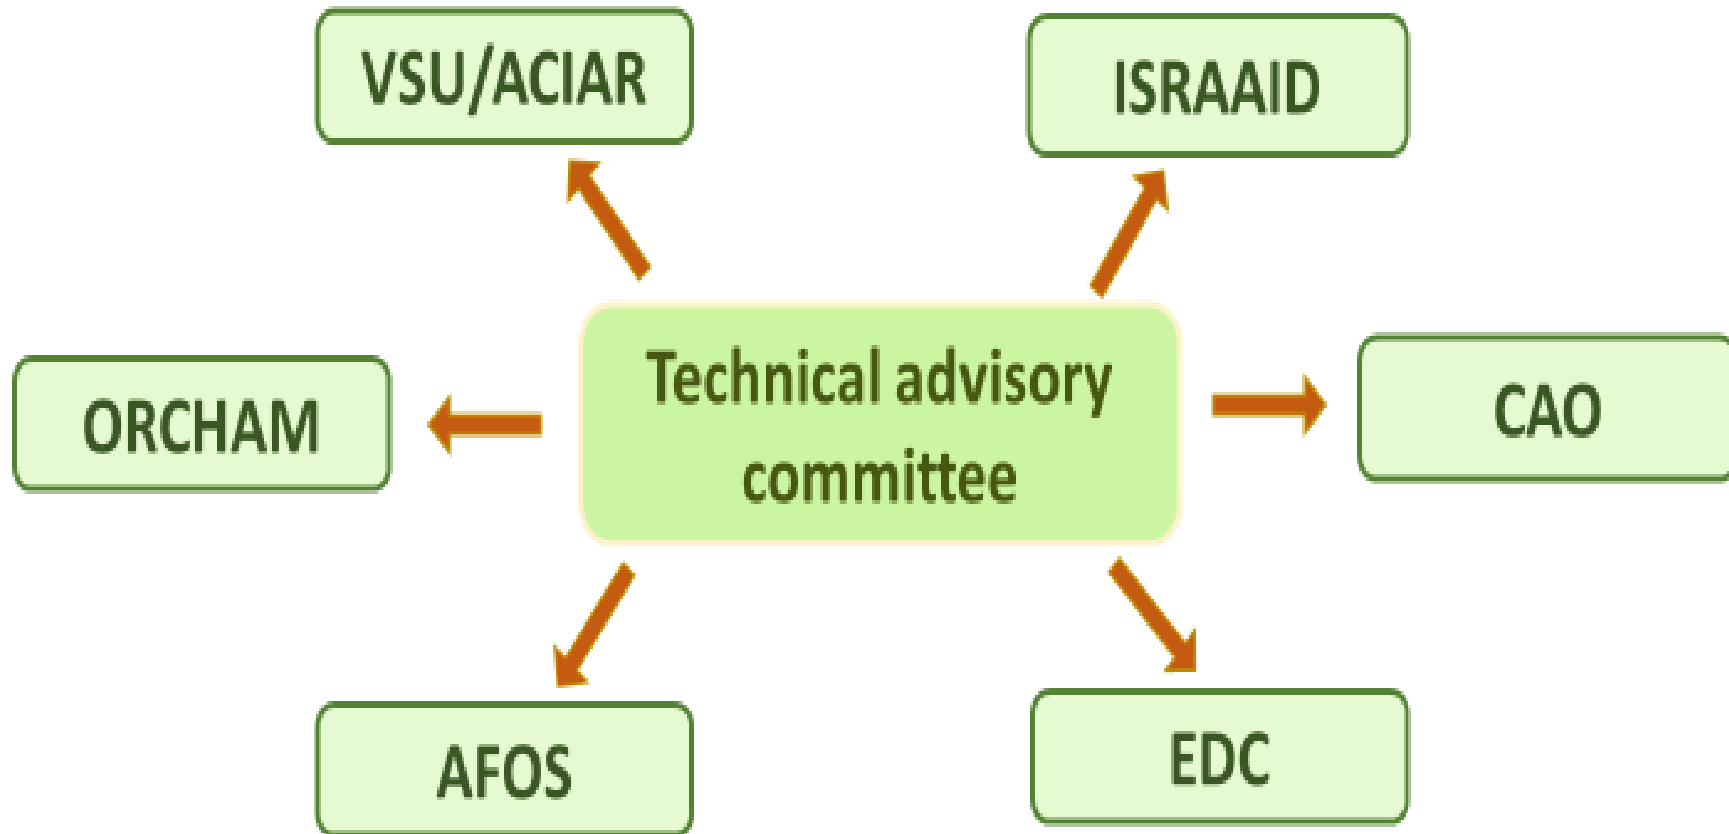 VSU/ACIAR
ISRAAID
Technical advisory
committee
ORCHAM
CAO
AFOS
EDC